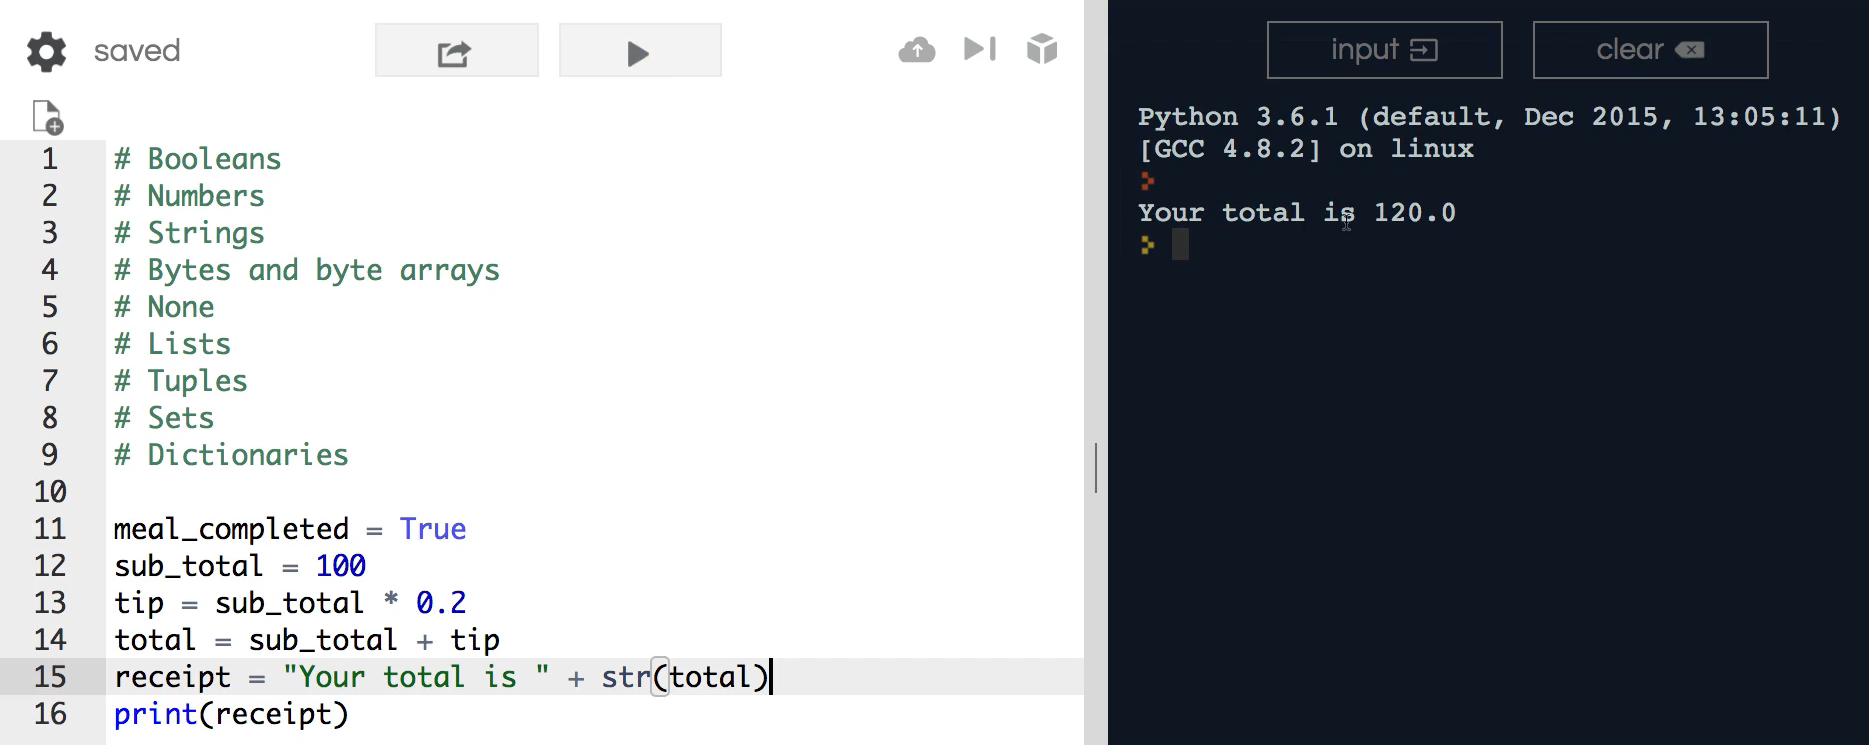 saved
input
clear
1 # Booleans
2 # Numbers
3 # Strings
4 # Bytes and byte arrays
5 # None
6 # Lists
7 # Tuples
8 # Sets
9 # Dictionaries
10
11 meal_completed = True
12 sub_total = 100
13 tip = sub_total * 0.2
14 total = sub_total + tip
15 receipt = "Your total is " + str(total)
16 print(receipt)
Python 3.6.1 (default, Dec 2015, 13:05:11)
[GCC 4.8.2] on linux
>
Your total is 120.0
>